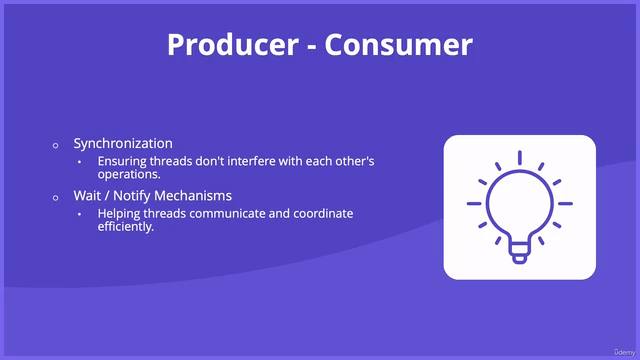 Producer - Consumer
Synchronization
Ensuring threads don't interfere with each other's
operations.
Wait / Notify Mechanisms
Helping threads communicate and coordinate
efficiently.
ûdemy